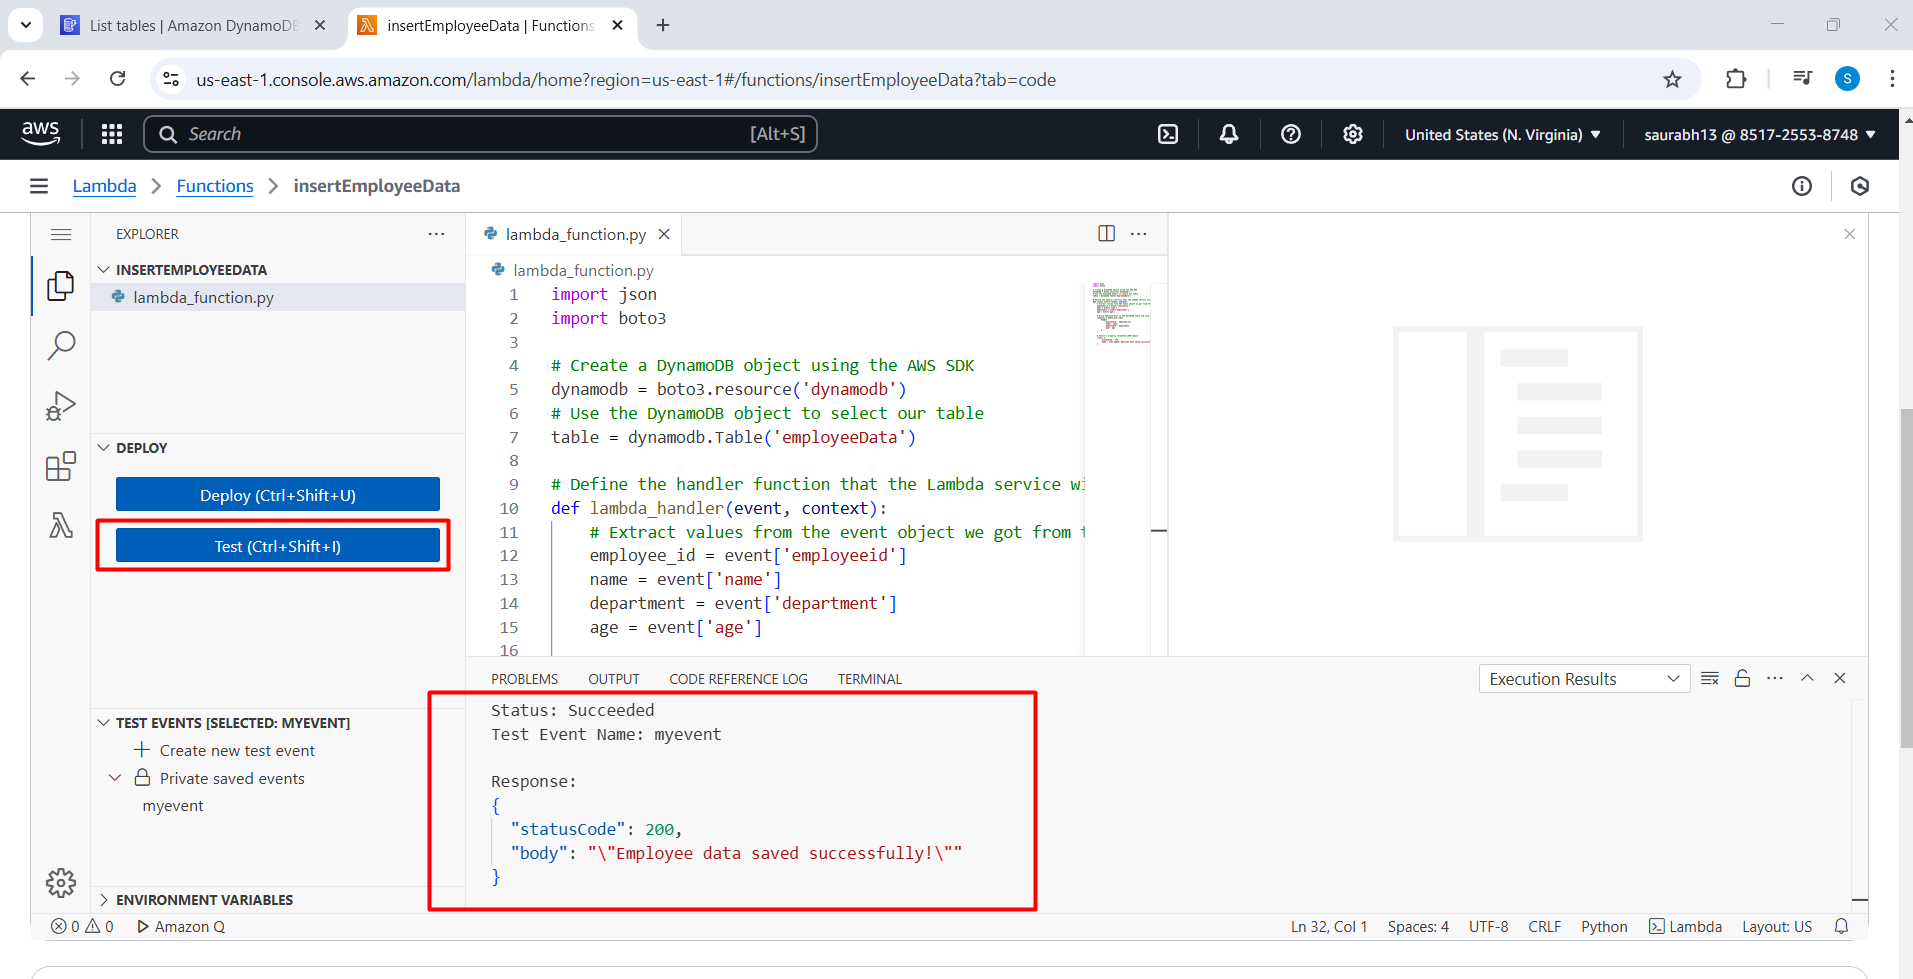 List tables | Amazon DynamoDB
insertEmployeeData | Functions
us-east-1.console.aws.amazon.com/lambda/home?region=us-east-1#/functions/insertEmployeeData?tab=code
S
aws
Search
[Alt+S]
United States (N. Virginia)
saurabh13 @ 8517-2553-8748
Lambda
Functions
insertEmployeeData
EXPLORER
INSERTEMPLOYEEDATA
lambda_function.py
DEPLOY
Deploy (Ctrl+Shift+U)
Test (Ctrl+Shift+I)
TEST EVENTS [SELECTED: MYEVENT]
Create new test event
Private saved events
myevent
ENVIRONMENT VARIABLES
lambda_function.py
lambda_function.py
1 import json
2 import boto3
3
4 # Create a DynamoDB object using the AWS SDK
5 dynamodb = boto3.resource('dynamodb')
6 # Use the DynamoDB object to select our table
7 table = dynamodb.Table('employeeData')
8
9 # Define the handler function that the Lambda service wi
10 def lambda_handler(event, context):
11 # Extract values from the event object we got from t
12 employee_id = event['employeeid']
13 name = event['name']
14 department = event['department']
15 age = event['age']
16
PROBLEMS
OUTPUT
CODE REFERENCE LOG
TERMINAL
Execution Results
Status: Succeeded
Test Event Name: myevent
Response:
{
"statusCode": 200,
"body": "\"Employee data saved successfully!\""
}
0
0
Amazon Q
Ln 32, Col 1
Spaces: 4
UTF-8
CRLF
Python
Lambda
Layout: US